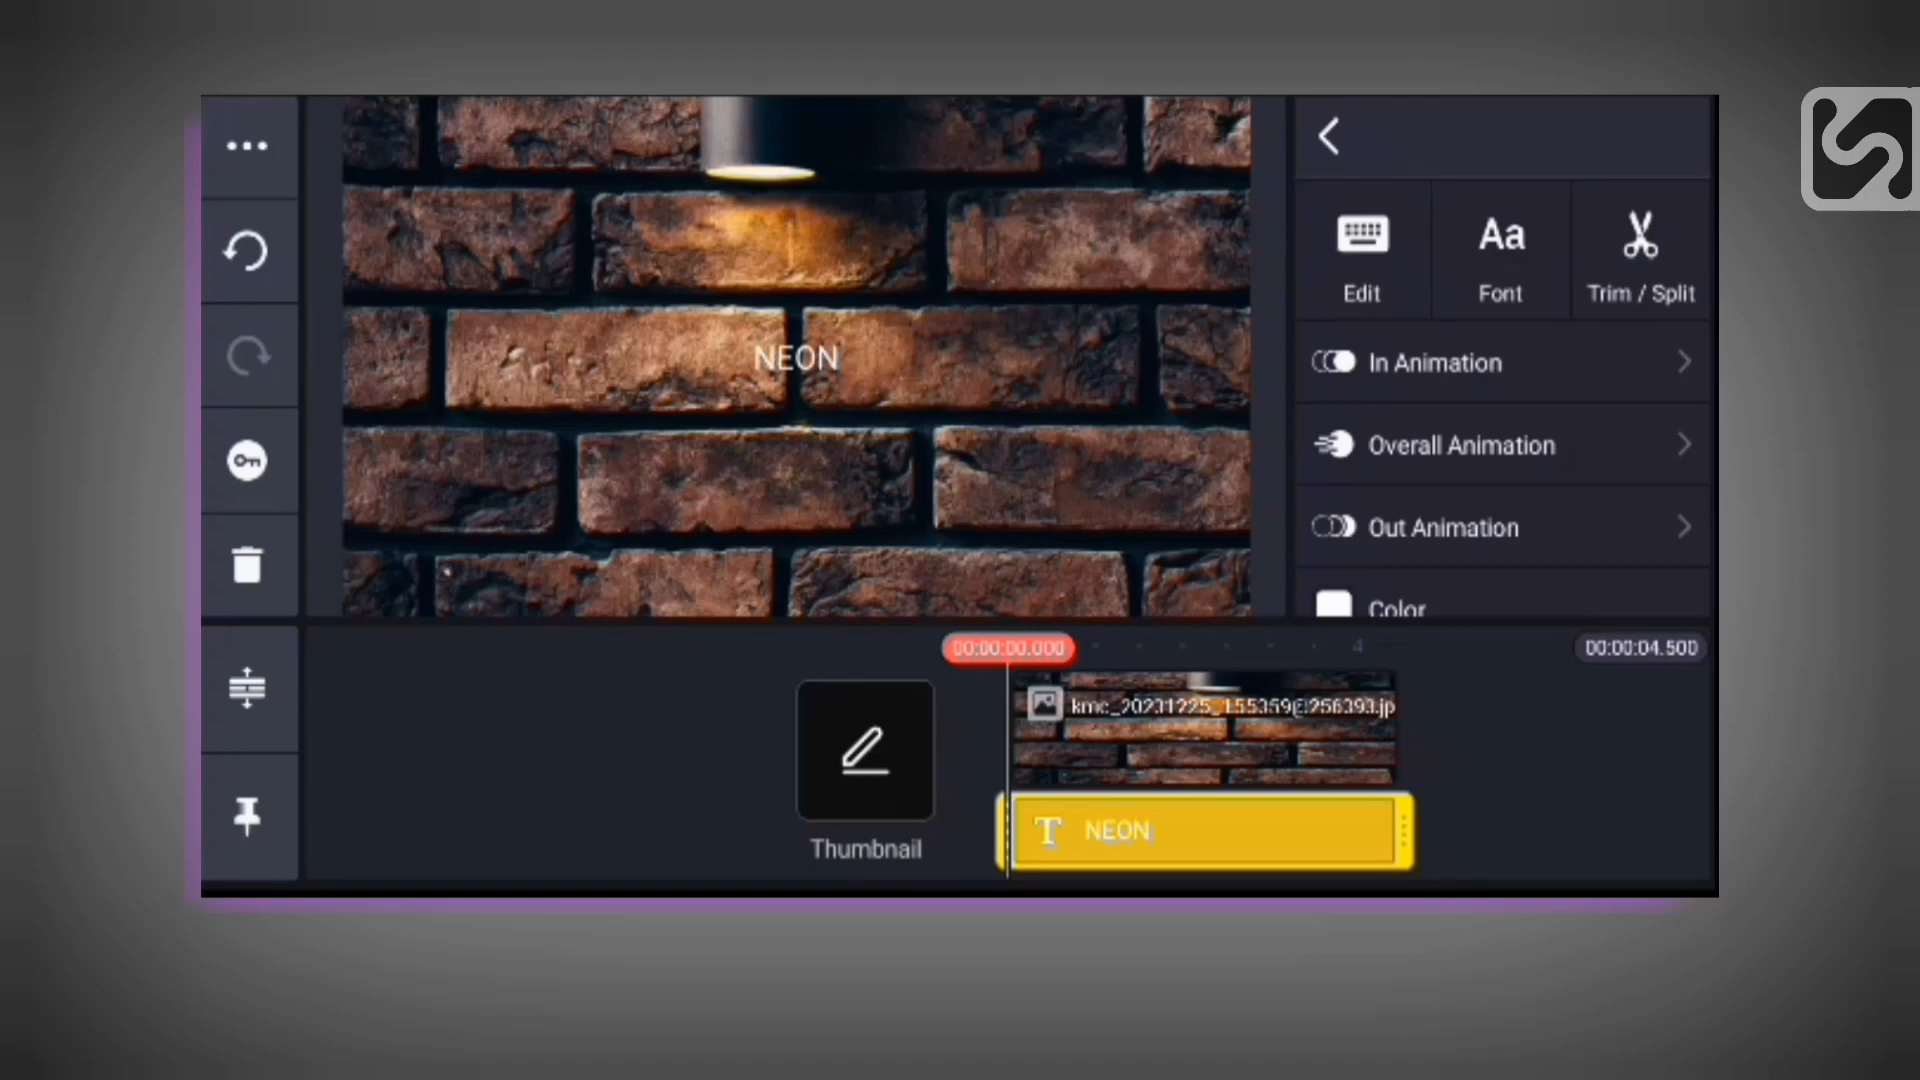 Edit
Font
Trim / Split
NEON
In Animation
Overall Animation
Out Animation
Color
00:00:00.000
4
00:00:04.500
Thumbnail
NEON
Aa